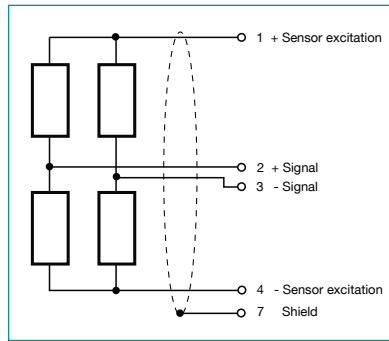 1 + Sensor excitation
2 + Signal
3 - Signal
4 - Sensor excitation
7 Shield